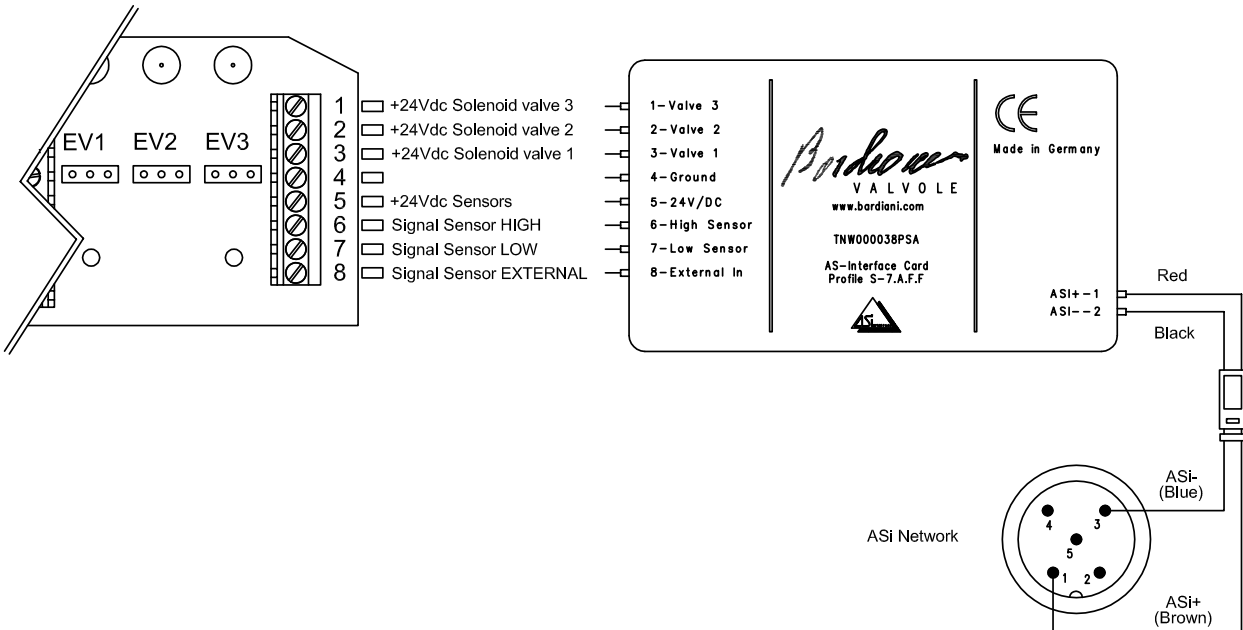 EV1 EV2 EV3
1 +24Vdc Solenoid valve 3
2 +24Vdc Solenoid valve 2
3 +24Vdc Solenoid valve 1
4
5 +24Vdc Sensors
6 Signal Sensor HIGH
7 Signal Sensor LOW
8 Signal Sensor EXTERNAL
1-Valve 3
2-Valve 2
3-Valve 1
4-Ground
5-24V/DC
6-High Sensor
7-Low Sensor
8-External In
Bardiani
VALVOLE
www.bardiani.com
TNW000038PSA
AS-Interface Card
Profile S-7.A.F.F
ASi
CE
Made in Germany
ASI+-1
ASI--2
Red
Black
ASi-
(Blue)
ASi Network
4 3
5
1 2
ASi+
(Brown)